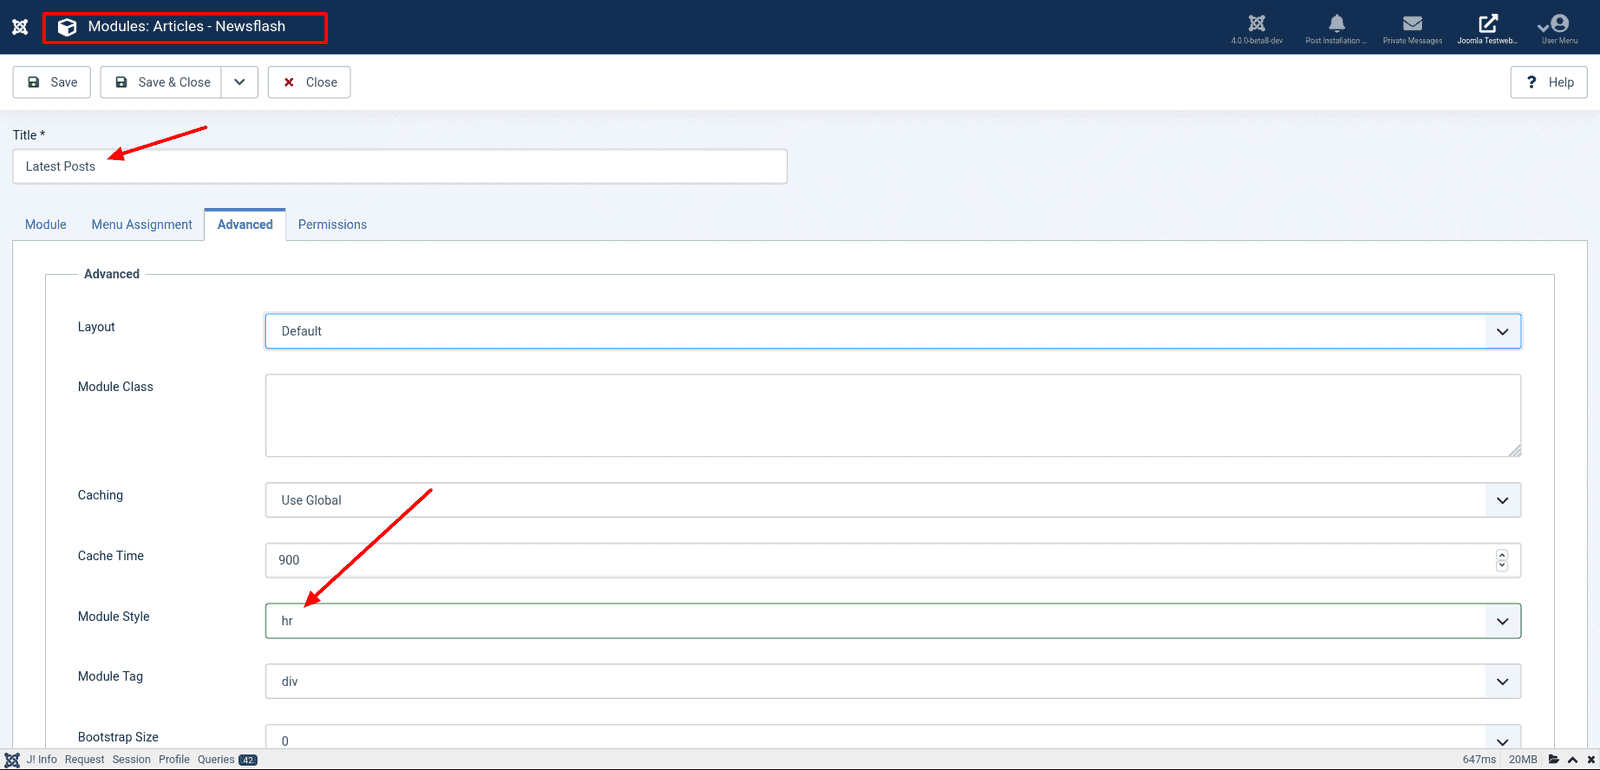 Modules: Articles - Newsflash
4.0.0-beta8-dev
Post Installation ...
Private Messages
Joomla Testweb...
User Menu
Save
Save & Close
Close
? Help
Title *
Latest Posts
Module Menu Assignment Advanced Permissions
Advanced
Layout
Default
Module Class
Caching
Use Global
Cache Time
900
Module Style
hr
Module Tag
div
Bootstrap Size
0
J! Info Request Session Profile Queries 42
647ms 20MB